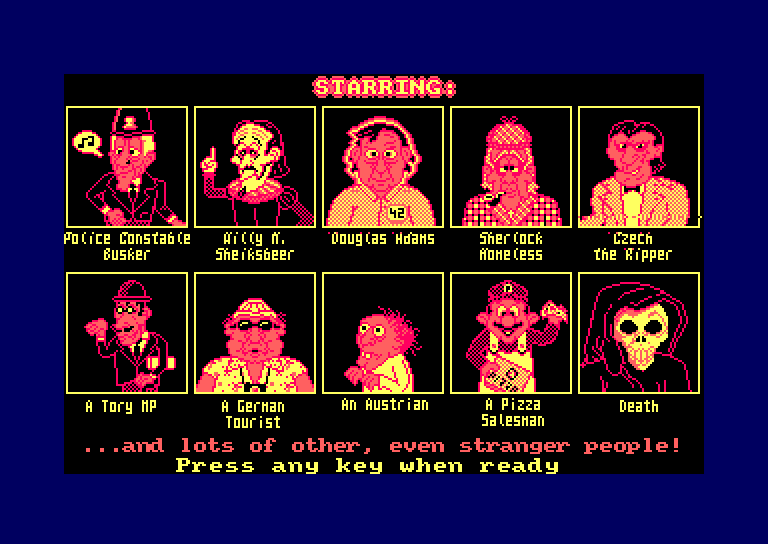 STARRING:
42
Police Constable
Busker
Willy M.
Sheiksbeer
Douglas Adams
Sherlock
Homeless
Czech
the Ripper
A Tory MP
A German
Tourist
An Austrian
A Pizza
Salesman
Death
...and lots of other, even stranger people!
Press any key when ready